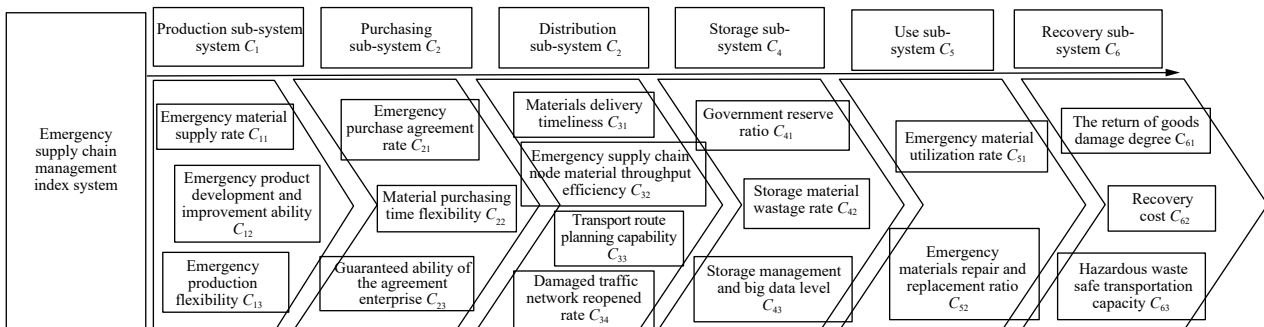 Emergency
supply chain
management
index system
Production sub-system
system C1
Purchasing
sub-system C2
Distribution
sub-system C2
Storage sub-
system C4
Use sub-
system C5
Recovery sub-
system C6
Emergency material
supply rate C11
Emergency product
development and
improvement ability
C12
Emergency
production
flexibility C13
Emergency
purchase agreement
rate C21
Material purchasing
time flexibility C22
Guaranteed ability of
the agreement
enterprise C23
Materials delivery
timeliness C31
Emergency supply chain
node material throughput
efficiency C32
Transport route
planning capability
C33
Damaged traffic
network reopened
rate C34
Government reserve
ratio C41
Storage material
wastage rate C42
Storage management
and big data level
C43
Emergency material
utilization rate C51
Emergency
materials repair and
replacement ratio
C52
The return of goods
damage degree C61
Recovery
cost C62
Hazardous waste
safe transportation
capacity C63